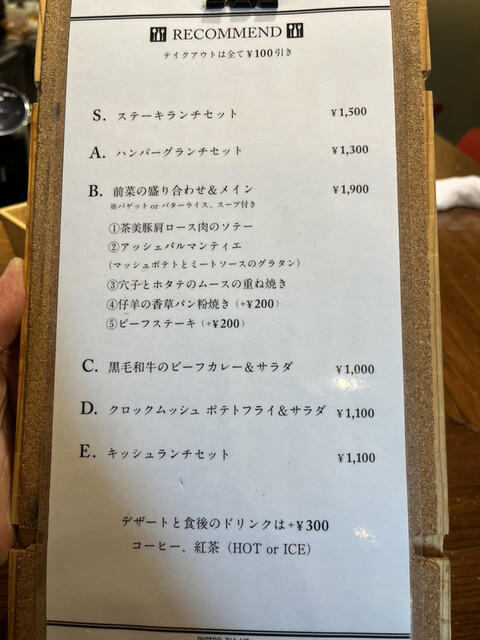 RECOMMEND
テイクアウトは全て¥100引き
S. ステーキランチセット ¥1,500
A. ハンバーグランチセット ¥1,300
B. 前菜の盛り合わせ＆メイン ¥1,900
※バゲット or バターライス、スープ付き
①茶美豚肩ロース肉のソテー
②アッシェパルマンティエ
（マッシュポテトとミートソースのグラタン）
③穴子とホタテのムースの重ね焼き
④仔羊の香草パン粉焼き（+¥200）
⑤ビーフステーキ（+¥200）
C. 黒毛和牛のビーフカレー＆サラダ ¥1,000
D. クロックムッシュ ポテトフライ＆サラダ ¥1,100
E. キッシュランチセット ¥1,100
デザートと食後のドリンクは+¥300
コーヒー、紅茶（HOT or ICE）